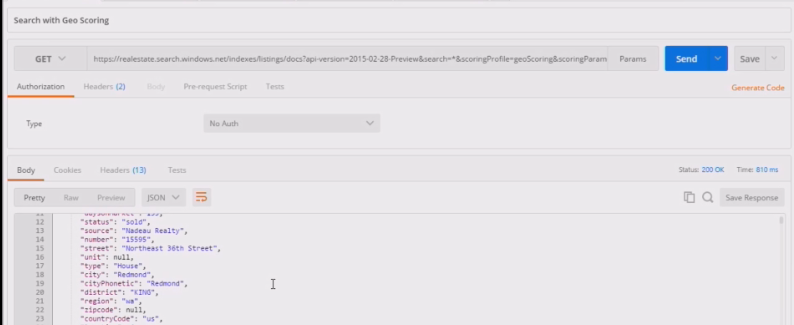 Search with Geo Scoring
GET https://realestate.search.windows.net/indexes/listings/docs?api-version=2015-02-28-Preview&search=*&scoringProfile=geoScoring&scoringParam Params Send Save
Authorization Headers (2) Body Pre-request Script Tests Generate Code
Type No Auth
Body Cookies Headers (13) Tests Status: 200 OK Time: 810 ms
Pretty Raw Preview JSON Save Response
12 "status": "sold",
13 "source": "Nadeau Realty",
14 "number": "15595",
15 "street": "Northeast 36th Street",
16 "unit": null,
17 "type": "House",
18 "city": "Redmond",
19 "cityPhonetic": "Redmond",
20 "district": "KING",
21 "region": "wa",
22 "zipcode": null,
23 "countryCode": "us",